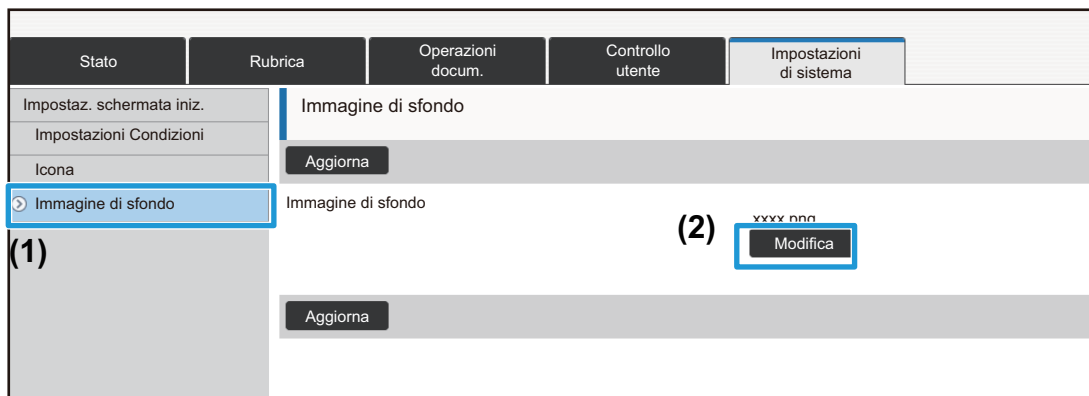 Stato
Rubrica
Operazioni
docum.
Controllo
utente
Impostazioni
di sistema
Impostaz. schermata iniz.
Impostazioni Condizioni
Icona
Immagine di sfondo
(1)
Immagine di sfondo
Aggiorna
Immagine di sfondo
xxxx.png
(2)
Modifica
Aggiorna